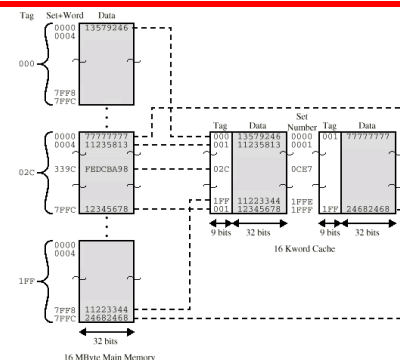 Tag Set+Word Data
0000 13579246
0004
000
7FF8
7FFC
0000 77777777
0004 11235813
02C 339C FEDCBA98
7FFC 12345678
0000
0004
1FF
7FF8 11223344
7FFC 24682468
32 bits
16 MByte Main Memory
Set
Tag Data Number Tag Data
000 13579246 0000 001 77777777
001 11235813 0001
02C 0CE7
1FF 11223344 1FFE
001 12345678 1FFF 1FF 24682468
9 bits 32 bits 9 bits 32 bits
16 Kword Cache